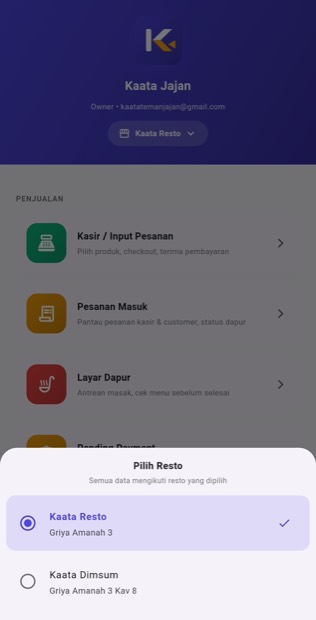 Kaata Jajan
Owner • kaatatemanjajan@gmail.com
Kaata Resto
PENJUALAN
Kasir / Input Pesanan
Pilih produk, checkout, terima pembayaran
Pesanan Masuk
Pantau pesanan kasir & customer, status dapur
Layar Dapur
Antrean masak, cek menu sebelum selesai
Pending Payment
Pilih Resto
Semua data mengikuti resto yang dipilih
Kaata Resto
Griya Amanah 3
Kaata Dimsum
Griya Amanah 3 Kav 8